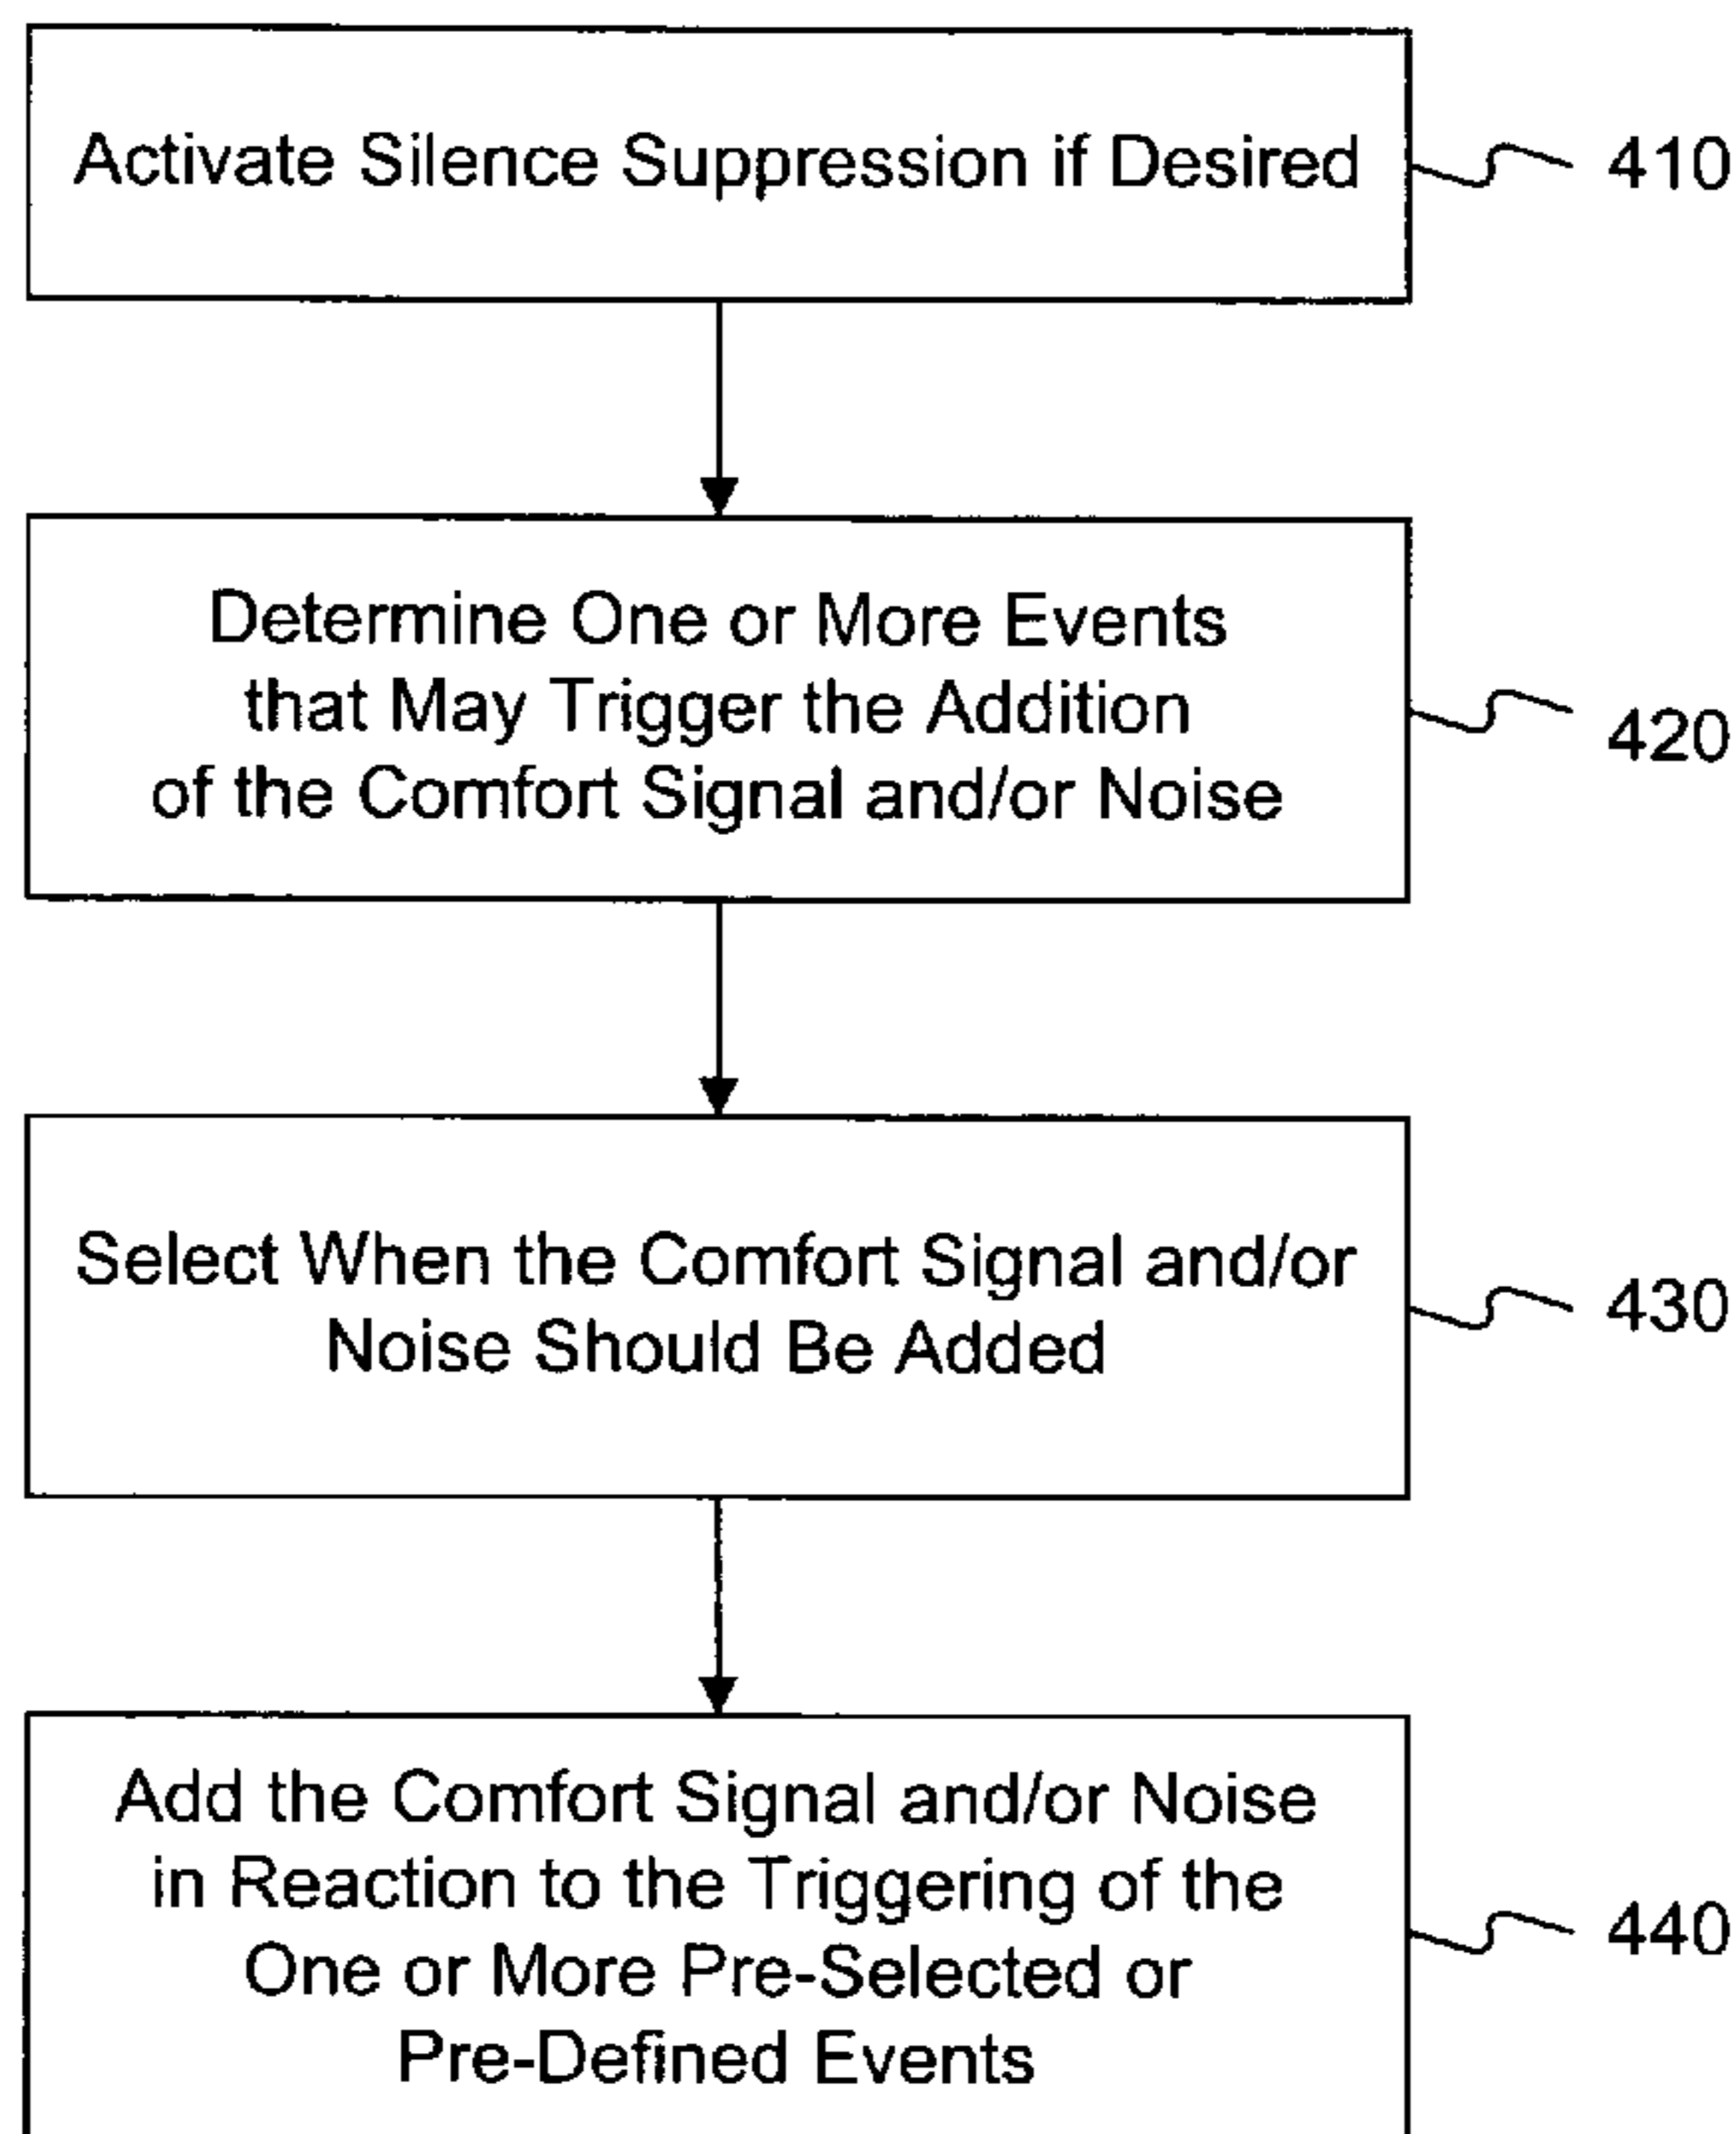 Activate Silence Suppression if Desired
410
Determine One or More Events
that May Trigger the Addition
of the Comfort Signal and/or Noise
420
Select When the Comfort Signal and/or
Noise Should Be Added
430
Add the Comfort Signal and/or Noise
in Reaction to the Triggering of the
One or More Pre-Selected or
Pre-Defined Events
440